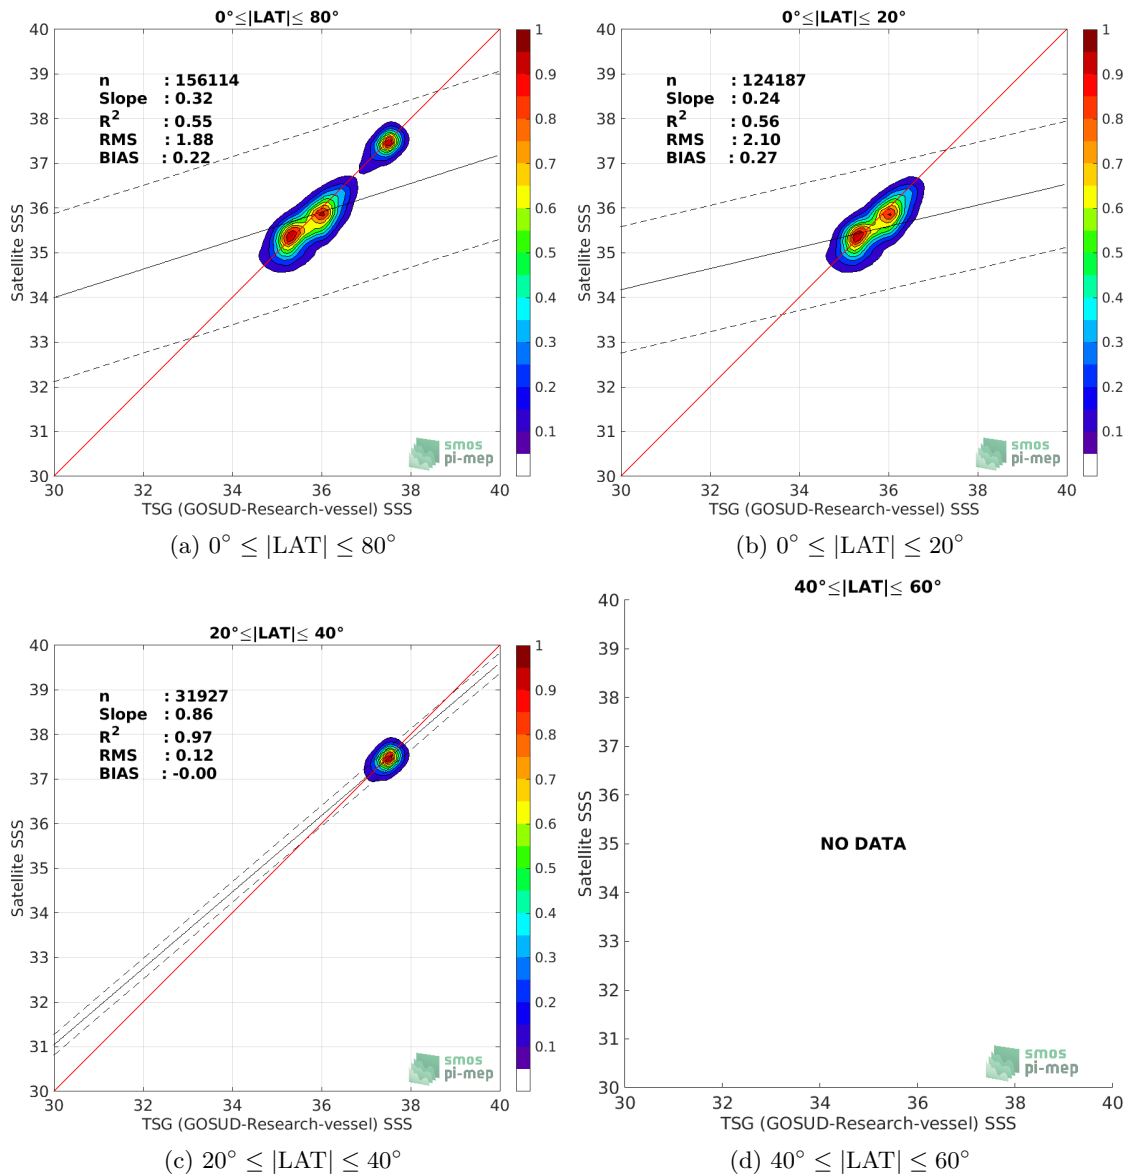 0°≤|LAT|≤ 80°
40
39
38
37
36
35
34
33
32
31
30
Satellite SSS
n : 156114
Slope : 0.32
R2 : 0.55
RMS : 1.88
BIAS : 0.22
smos
pi-mep
30 32 34 36 38 40
TSG (GOSUD-Research-vessel) SSS
1
0.9
0.8
0.7
0.6
0.5
0.4
0.3
0.2
0.1
(a) 0° ≤ |LAT| ≤ 80°
0°≤|LAT|≤ 20°
40
39
38
37
36
35
34
33
32
31
30
Satellite SSS
n : 124187
Slope : 0.24
R2 : 0.56
RMS : 2.10
BIAS : 0.27
smos
pi-mep
30 32 34 36 38 40
TSG (GOSUD-Research-vessel) SSS
1
0.9
0.8
0.7
0.6
0.5
0.4
0.3
0.2
0.1
(b) 0° ≤ |LAT| ≤ 20°
20°≤|LAT|≤ 40°
40
39
38
37
36
35
34
33
32
31
30
Satellite SSS
n : 31927
Slope : 0.86
R2 : 0.97
RMS : 0.12
BIAS : -0.00
smos
pi-mep
30 32 34 36 38 40
TSG (GOSUD-Research-vessel) SSS
1
0.9
0.8
0.7
0.6
0.5
0.4
0.3
0.2
0.1
(c) 20° ≤ |LAT| ≤ 40°
40°≤|LAT|≤ 60°
40
39
38
37
36
35
34
33
32
31
30
Satellite SSS
NO DATA
smos
pi-mep
30 32 34 36 38 40
TSG (GOSUD-Research-vessel) SSS
(d) 40° ≤ |LAT| ≤ 60°